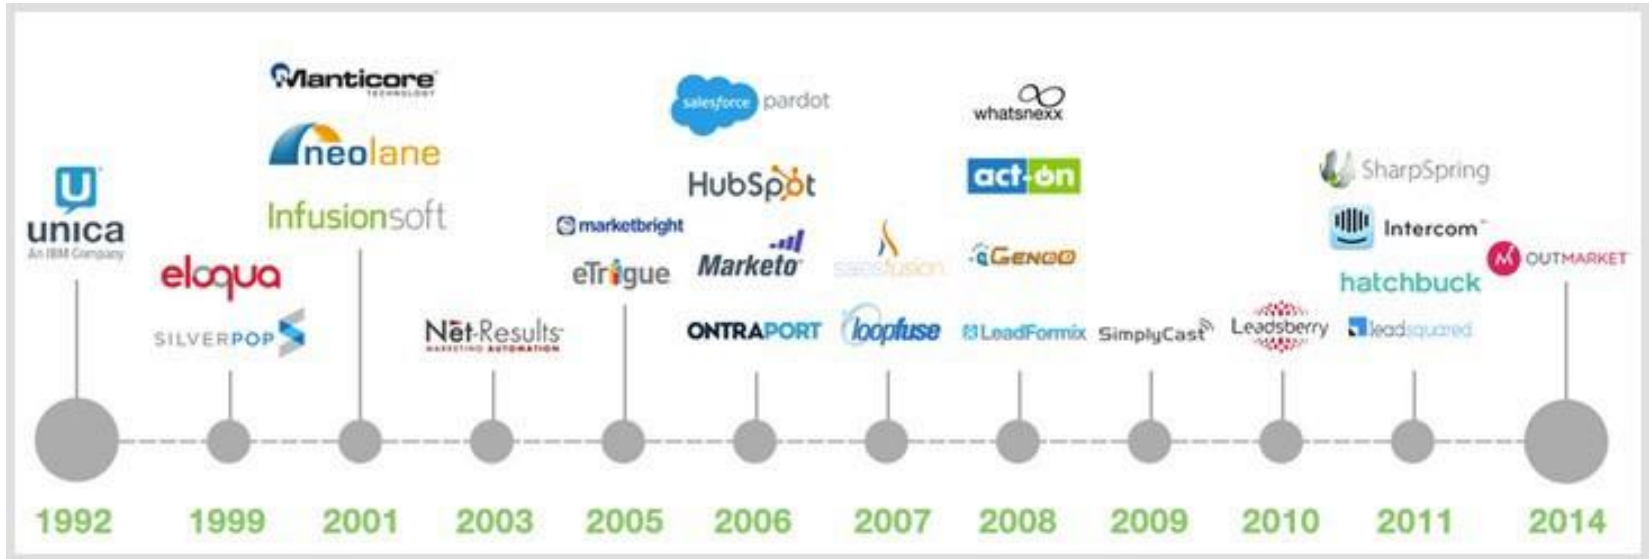 unica
An IBM Company
eloqua
SILVERPOP
Manticore
TECHNOLOGY
neolane
Infusionsoft
Net-Results
MARKETING AUTOMATION
marketbright
eTrigue
salesforce pardot
HubSpot
Marketo
ONTRAPORT
salesfusion
loopfuse
whatsnexx
act-on
GENOO
LeadFormix
SimplyCast
Leadsberry
SharpSpring
Intercom
hatchbuck
leadsquared
OUTMARKET
1992 1999 2001 2003 2005 2006 2007 2008 2009 2010 2011 2014